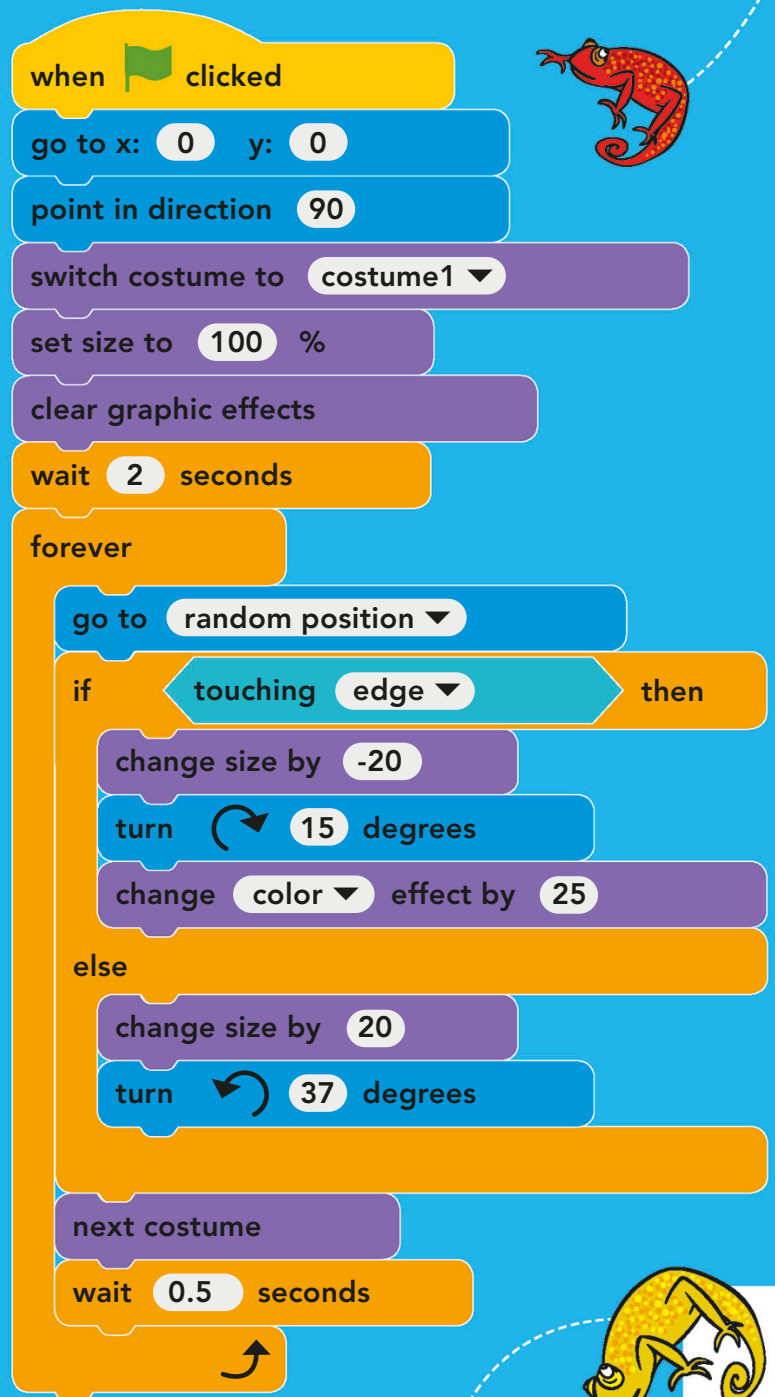 when clicked
go to x: 0 y: 0
point in direction 90
switch costume to costume1
set size to 100 %
clear graphic effects
wait 2 seconds
forever
go to random position
if touching edge then
change size by -20
turn 15 degrees
change color effect by 25
else
change size by 20
turn 37 degrees
next costume
wait 0.5 seconds